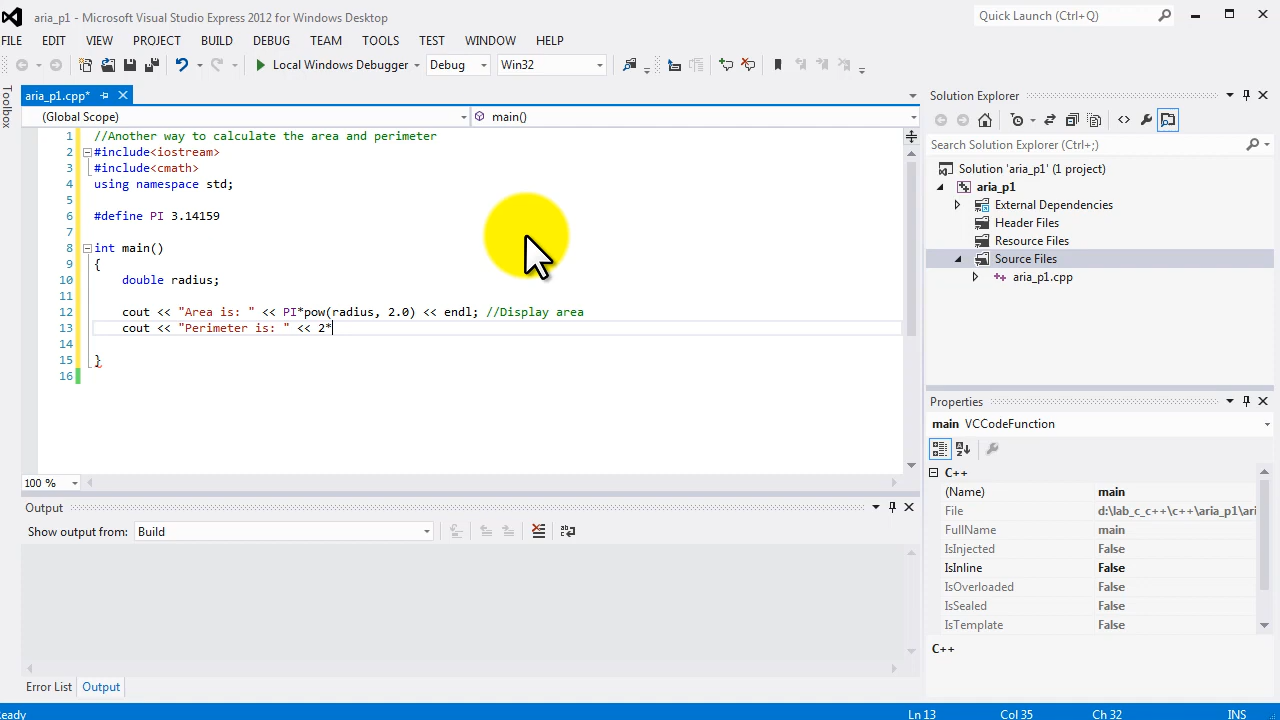 aria_p1 - Microsoft Visual Studio Express 2012 for Windows Desktop
Quick Launch (Ctrl+Q)
FILE EDIT VIEW PROJECT BUILD DEBUG TEAM TOOLS TEST WINDOW HELP
Local Windows Debugger Debug Win32
Toolbox
aria_p1.cpp*
(Global Scope) main()
1 //Another way to calculate the area and perimeter
2 #include<iostream>
3 #include<cmath>
4 using namespace std;
5
6 #define PI 3.14159
7
8 int main()
9 {
10 double radius;
11
12 cout << "Area is: " << PI*pow(radius, 2.0) << endl; //Display area
13 cout << "Perimeter is: " << 2*
14
15 }
16
100 %
Output
Show output from: Build
Error List Output
Solution Explorer
Search Solution Explorer (Ctrl+;)
Solution 'aria_p1' (1 project)
aria_p1
External Dependencies
Header Files
Resource Files
Source Files
aria_p1.cpp
Properties
main VCCodeFunction
C++
(Name) main
File d:\lab_c_c++\c++\aria_p1\ari
FullName main
IsInjected False
IsInline False
IsOverloaded False
IsSealed False
IsTemplate False
C++
eady Ln 13 Col 35 Ch 32 INS